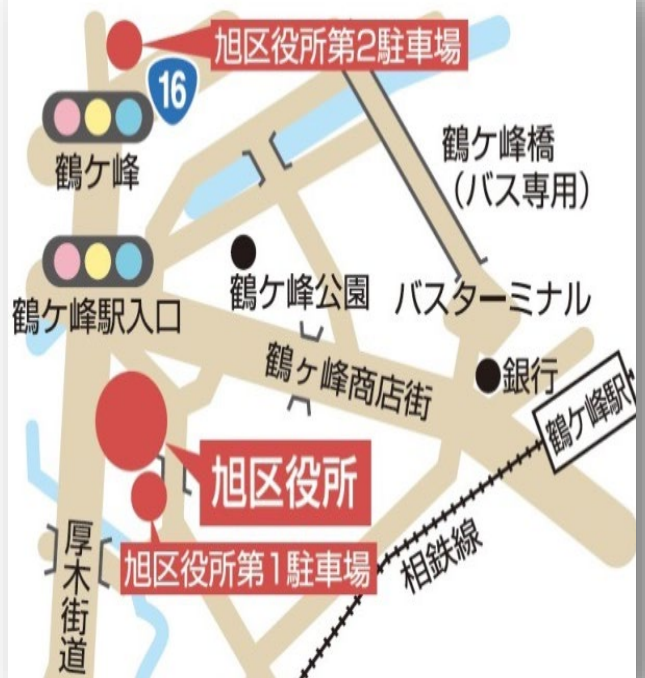 旭区役所第2駐車場
16
鶴ケ峰
鶴ケ峰橋
（バス専用）
鶴ケ峰駅入口
鶴ケ峰公園
バスターミナル
鶴ヶ峰商店街
銀行
鶴ケ峰駅
旭区役所
旭区役所第1駐車場
相鉄線
厚木街道